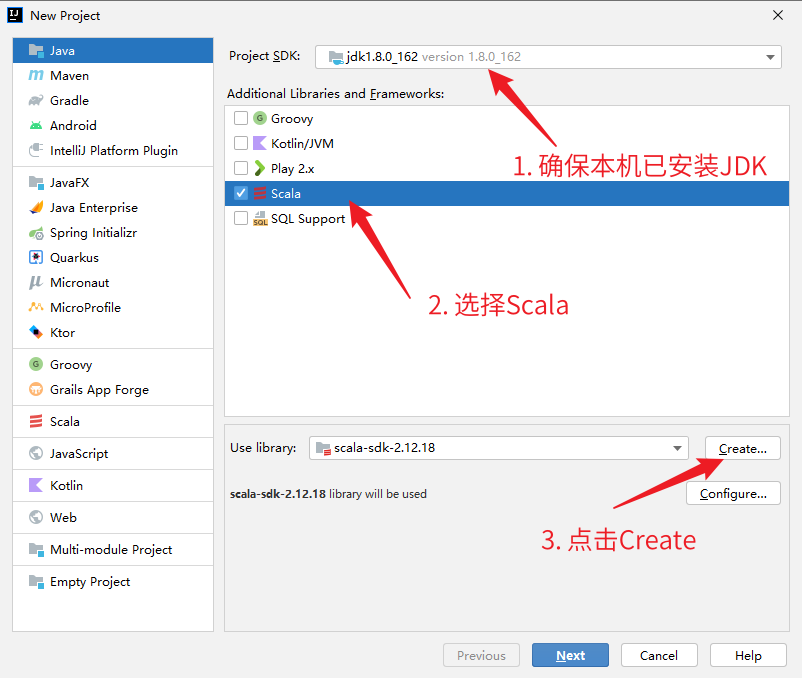 New Project
Java
Maven
Gradle
Android
IntelliJ Platform Plugin
JavaFX
Java Enterprise
Spring Initializr
Quarkus
Micronaut
MicroProfile
Ktor
Groovy
Grails App Forge
Scala
JavaScript
Kotlin
Web
Multi-module Project
Empty Project
Project SDK: jdk1.8.0_162 version 1.8.0_162
Additional Libraries and Frameworks:
Groovy
Kotlin/JVM
Play 2.x
1. 确保本机已安装JDK
Scala
SQL Support
2. 选择Scala
Use library: scala-sdk-2.12.18 Create...
scala-sdk-2.12.18 library will be used Configure...
3. 点击Create
Previous Next Cancel Help